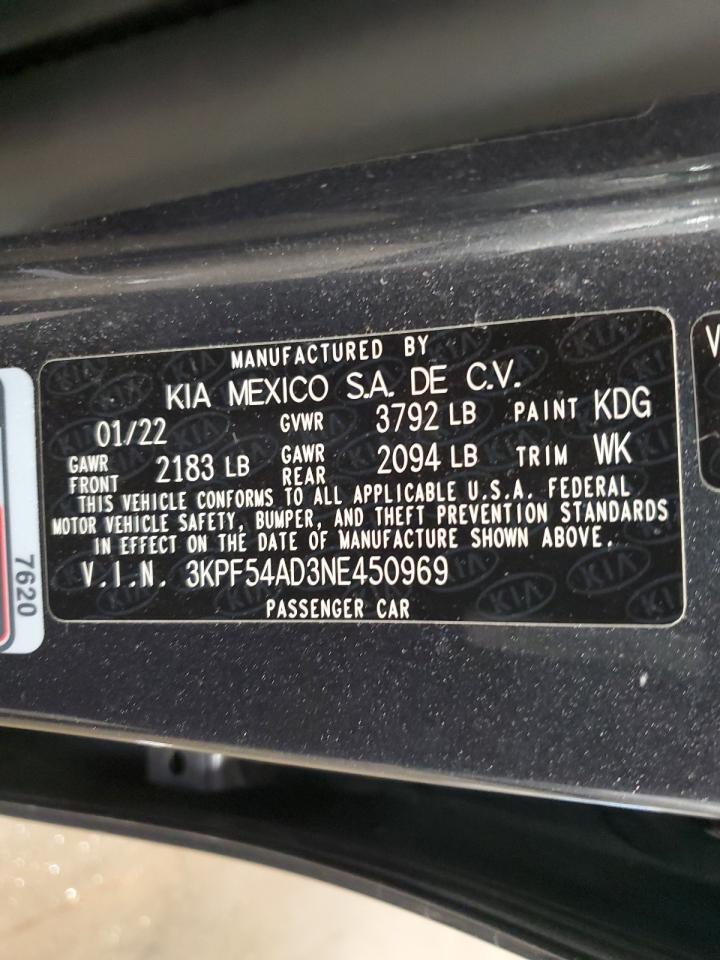 MANUFACTURED BY
KIA MEXICO S.A. DE C.V.
01/22 GVWR 3792 LB PAINT KDG
GAWR FRONT 2183 LB GAWR REAR 2094 LB TRIM WK
THIS VEHICLE CONFORMS TO ALL APPLICABLE U.S.A. FEDERAL
MOTOR VEHICLE SAFETY, BUMPER, AND THEFT PREVENTION STANDARDS
IN EFFECT ON THE DATE OF MANUFACTURE SHOWN ABOVE.
V.I.N. 3KPF54AD3NE450969
PASSENGER CAR
7620
V